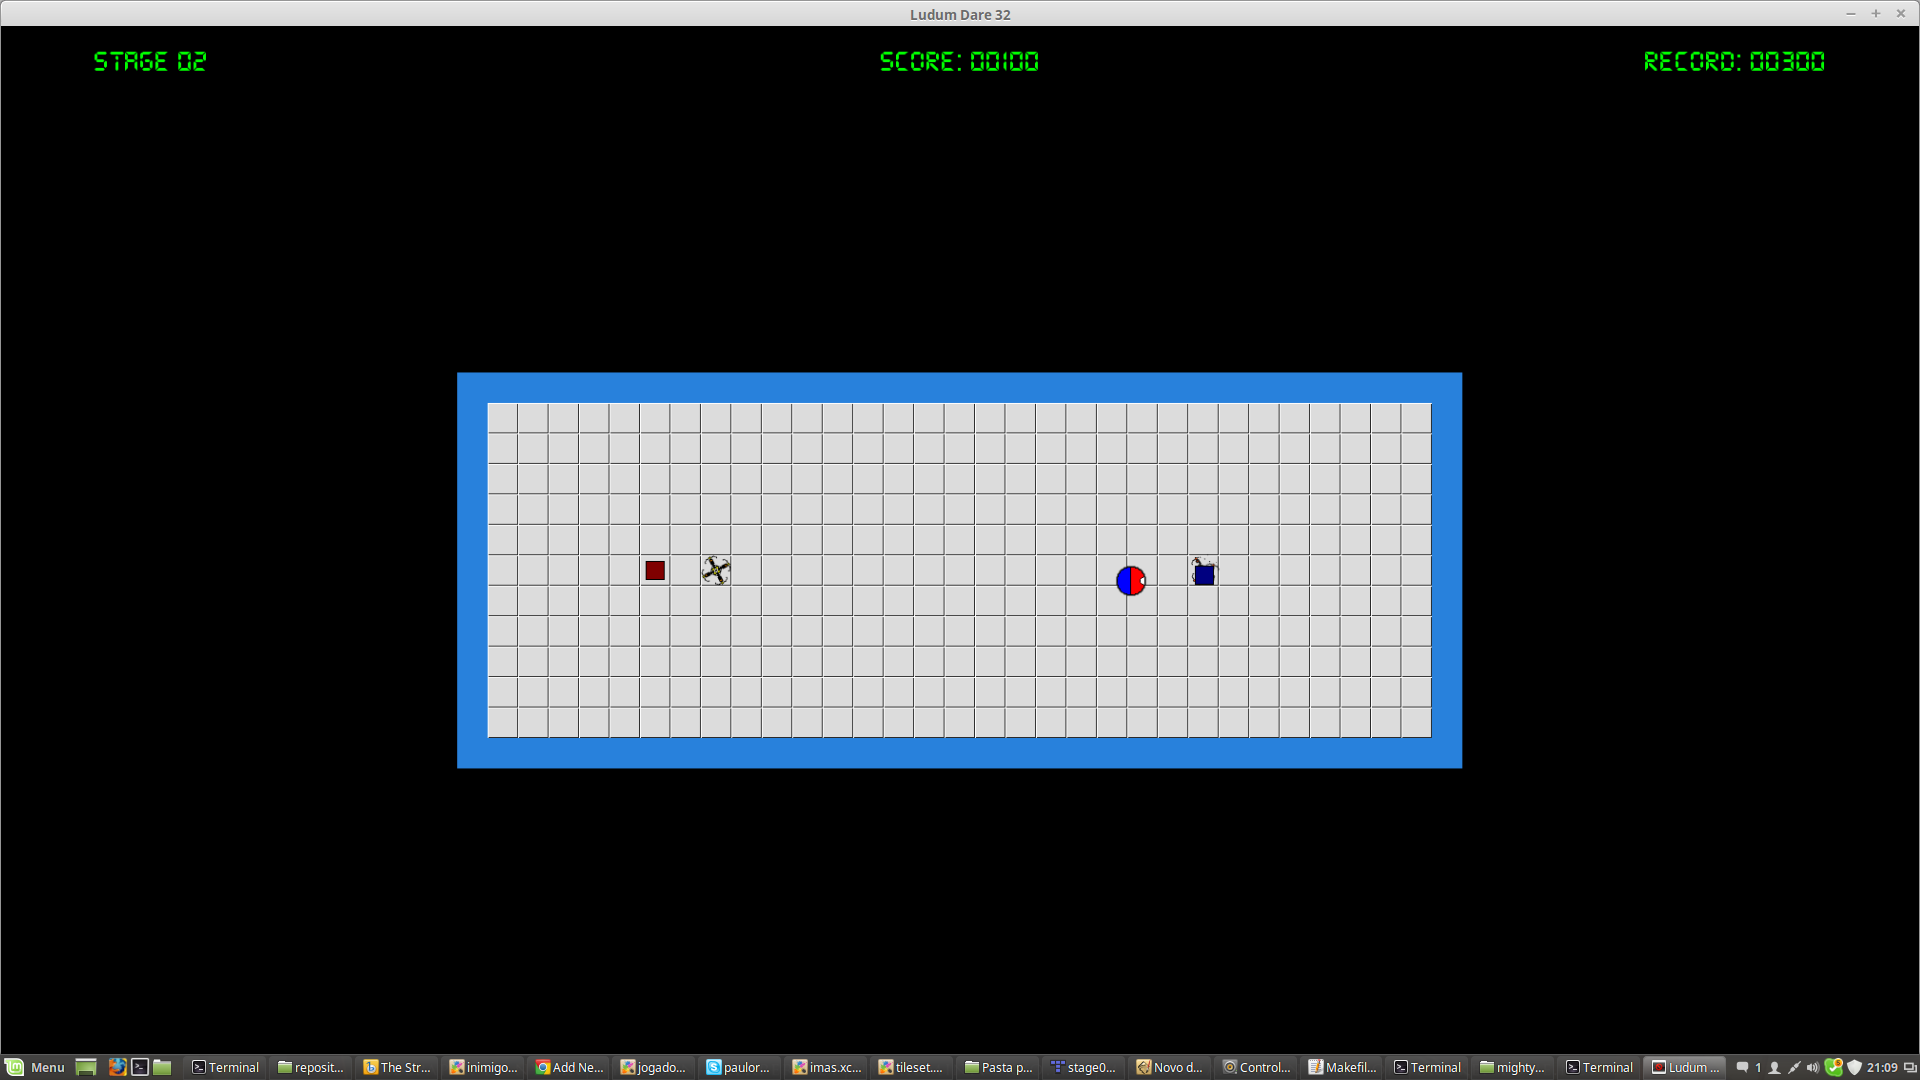 Ludum Dare 32
STAGE 02 SCORE: 00100 RECORD: 00300
Menu Terminal reposit... The Str... inimigo... Add Ne... jogado... paulor... imas.xc... tileset.... Pasta p... stage0... Novo d... Control... Makefil... Terminal mighty... Terminal Ludum ... 1 21:09